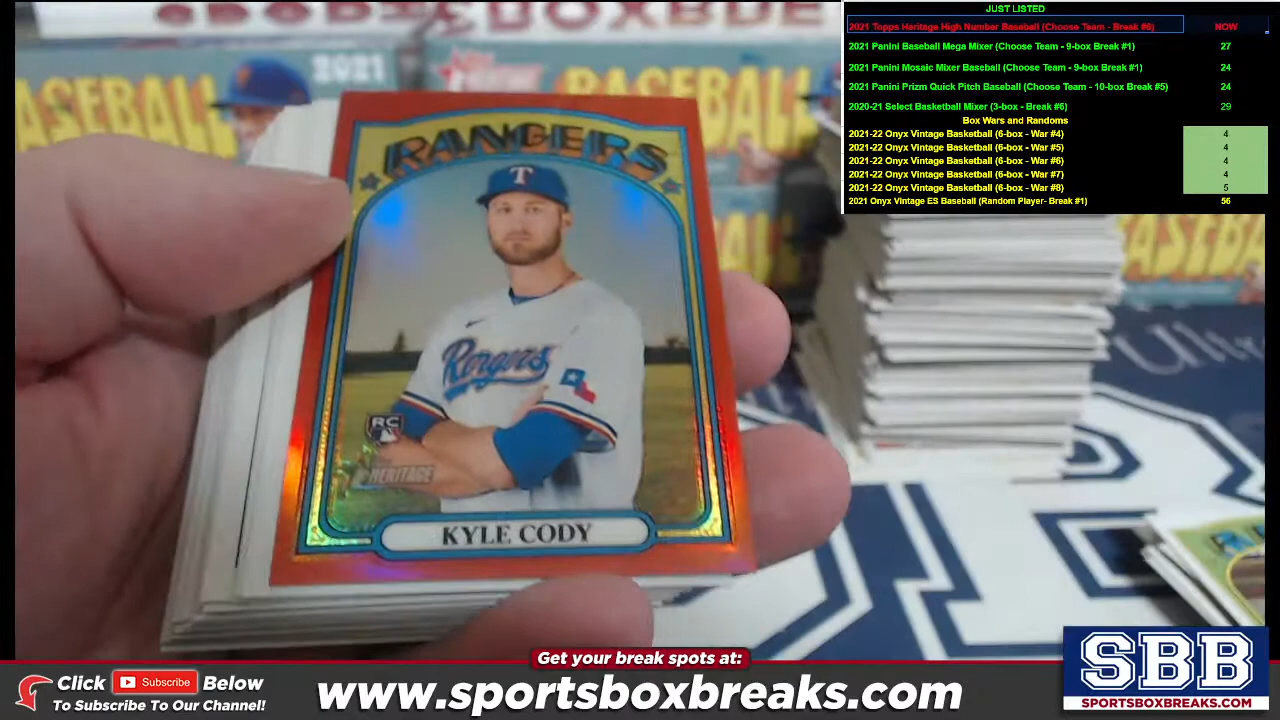 JUST LISTED
2021 Topps Heritage High Number Baseball (Choose Team - Break #6) NOW
2021 Panini Baseball Mega Mixer (Choose Team - 9-box Break #1) 27
2021 Panini Mosaic Mixer Baseball (Choose Team - 9-box Break #1) 24
2021 Panini Prizm Quick Pitch Baseball (Choose Team - 10-box Break #5) 24
2020-21 Select Basketball Mixer (3-box - Break #6) 29
Box Wars and Randoms
2021-22 Onyx Vintage Basketball (6-box - War #4) 4
2021-22 Onyx Vintage Basketball (6-box - War #5) 4
2021-22 Onyx Vintage Basketball (6-box - War #6) 4
2021-22 Onyx Vintage Basketball (6-box - War #7) 4
2021-22 Onyx Vintage Basketball (6-box - War #8) 5
2021 Onyx Vintage ES Baseball (Random Player- Break #1) 56
BASEBALL
BASEBALL
RANGERS
T
Rangers
RC
HERITAGE
KYLE CODY
Get your break spots at:
Click Subscribe Below
To Subscribe To Our Channel!
www.sportsboxbreaks.com
SBB
SPORTSBOXBREAKS.COM